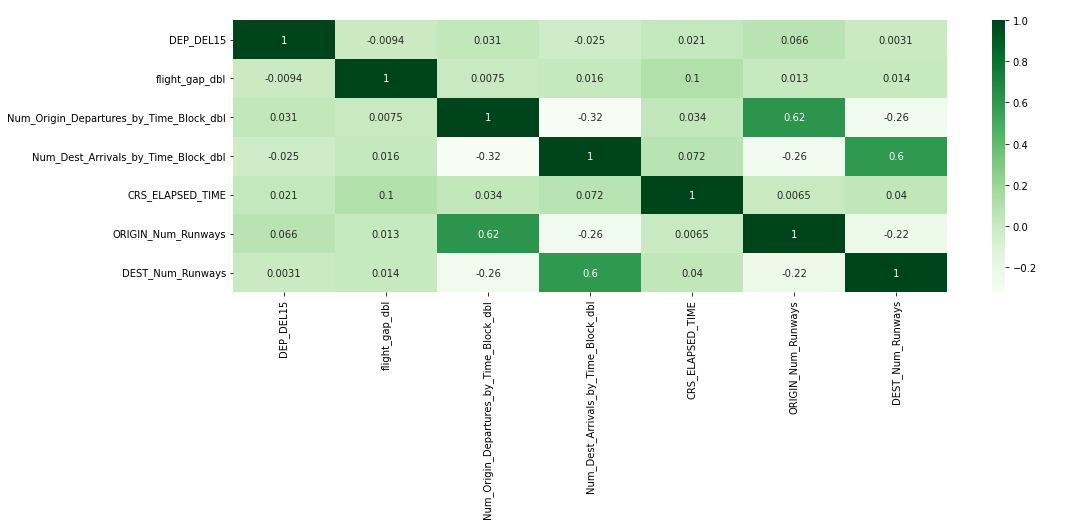 DEP_DEL15 1 -0.0094 0.031 -0.025 0.021 0.066 0.0031
flight_gap_dbl -0.0094 1 0.0075 0.016 0.1 0.013 0.014
Num_Origin_Departures_by_Time_Block_dbl 0.031 0.0075 1 -0.32 0.034 0.62 -0.26
Num_Dest_Arrivals_by_Time_Block_dbl -0.025 0.016 -0.32 1 0.072 -0.26 0.6
CRS_ELAPSED_TIME 0.021 0.1 0.034 0.072 1 0.0065 0.04
ORIGIN_Num_Runways 0.066 0.013 0.62 -0.26 0.0065 1 -0.22
DEST_Num_Runways 0.0031 0.014 -0.26 0.6 0.04 -0.22 1
DEP_DEL15
flight_gap_dbl
Num_Origin_Departures_by_Time_Block_dbl
Num_Dest_Arrivals_by_Time_Block_dbl
CRS_ELAPSED_TIME
ORIGIN_Num_Runways
DEST_Num_Runways
1.0
0.8
0.6
0.4
0.2
0.0
−0.2